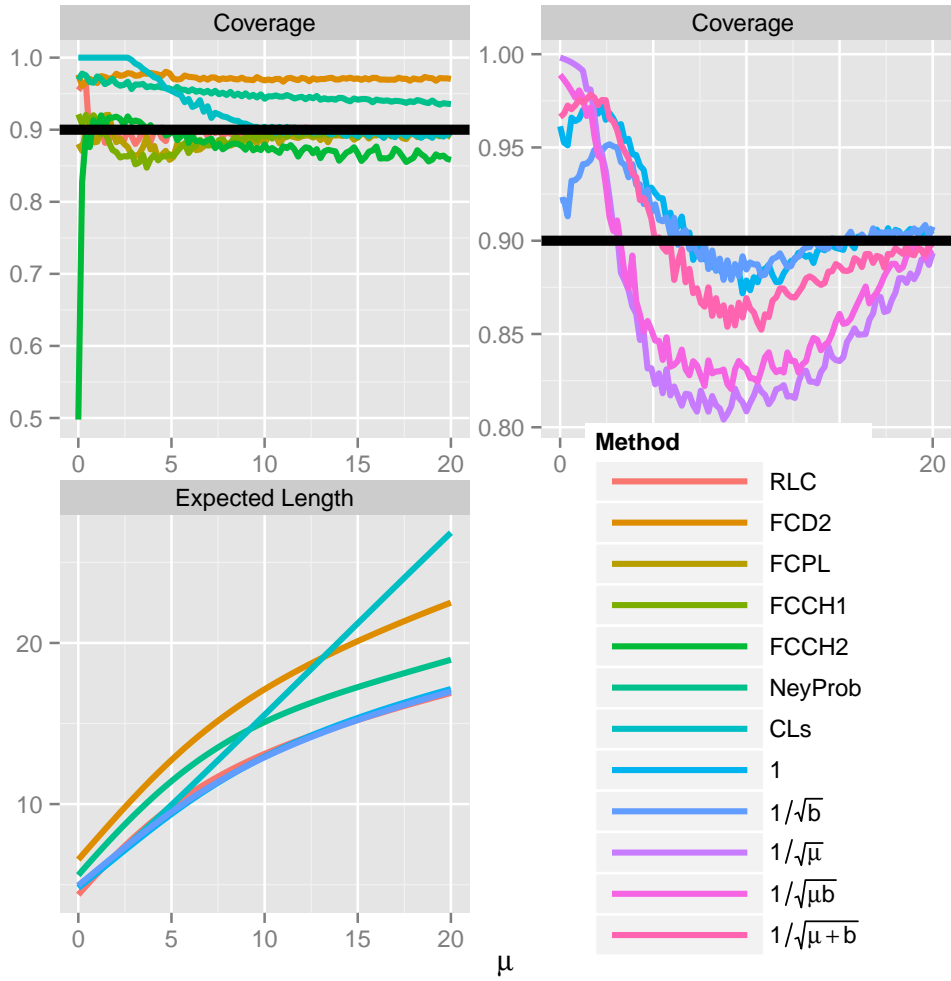 Coverage
1.0
0.9
0.8
0.7
0.6
0.5
0 5 10 15 20
Coverage
1.00
0.95
0.90
0.85
0.80
0 20
Expected Length
20
10
0 5 10 15 20
μ
Method
RLC
FCD2
FCPL
FCCH1
FCCH2
NeyProb
CLs
1
1/√b
1/√μ
1/√μb
1/√μ + b